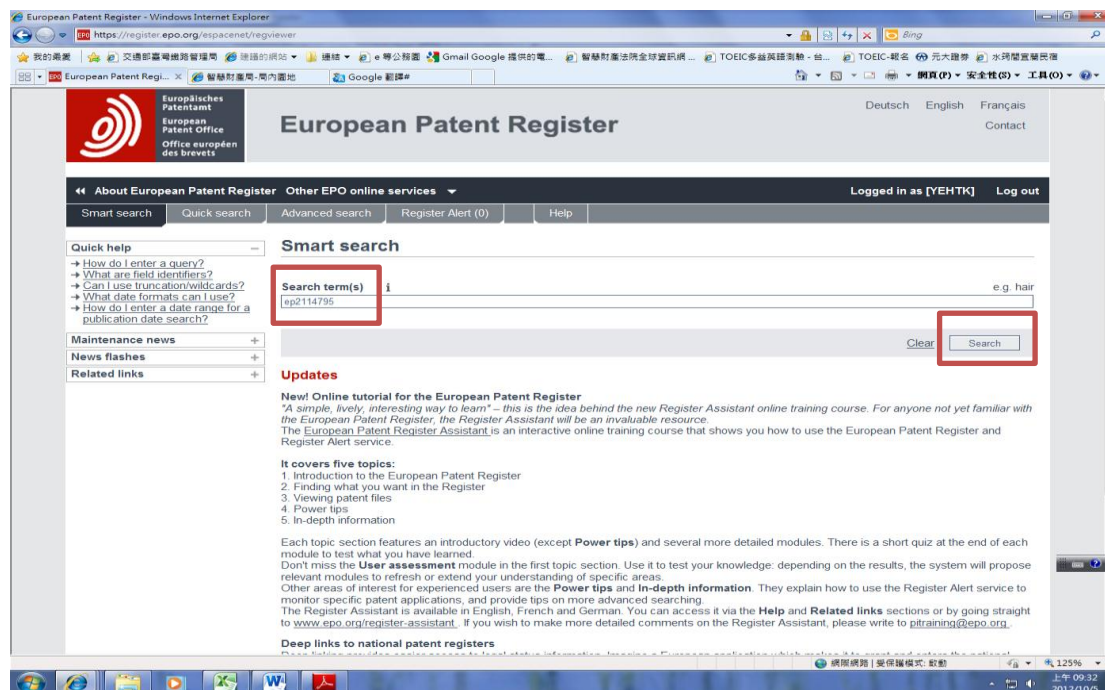 European Patent Register - Windows Internet Explorer
https://register.epo.org/espacenet/regviewer
Bing
我的最愛
交通部臺灣鐵路管理局
連結
e 等公務園
Gmail Google 提供的電...
智慧財產法院全球資訊網 ...
TOEIC多益英語測驗 - 台...
TOEIC-報名
元大證券
European Patent Regi...
智慧財產局-局內園地
Google 翻譯#
網頁(P)
安全性(S)
工具(O)
Europäisches
Patentamt
European
Patent Office
Office européen
des brevets
European Patent Register
Deutsch English Français
Contact
About European Patent Register Other EPO online services
Logged in as [YEHTK] Log out
Smart search Quick search Advanced search Register Alert (0) Help
Quick help
How do I enter a query?
What are field identifiers?
Can I use truncation/wildcards?
What date formats can I use?
How do I enter a date range for a
publication date search?
Maintenance news
News flashes
Related links
Smart search
Search term(s) i e.g. hair
ep2114795
Clear Search
Updates
New! Online tutorial for the European Patent Register
"A simple, lively, interesting way to learn" – this is the idea behind the new Register Assistant online training course. For anyone not yet familiar with
the European Patent Register, the Register Assistant will be an invaluable resource.
The European Patent Register Assistant is an interactive online training course that shows you how to use the European Patent Register and
Register Alert service.
It covers five topics:
1. Introduction to the European Patent Register
2. Finding what you want in the Register
3. Viewing patent files
4. Power tips
5. In-depth information
Each topic section features an introductory video (except Power tips) and several more detailed modules. There is a short quiz at the end of each
module to test what you have learned.
Don't miss the User assessment module in the first topic section. Use it to test your knowledge: depending on the results, the system will propose
relevant modules to refresh or extend your understanding of specific areas.
Other areas of interest for experienced users are the Power tips and In-depth information. They explain how to use the Register Alert service to
monitor specific patent applications, and provide tips on more advanced searching.
The Register Assistant is available in English, French and German. You can access it via the Help and Related links sections or by going straight
to www.epo.org/register-assistant . If you wish to make more detailed comments on the Register Assistant, please write to pitraining@epo.org .
Deep links to national patent registers
網際網路 | 受保護模式: 啟動
125%
上午 09:32
2012/10/5